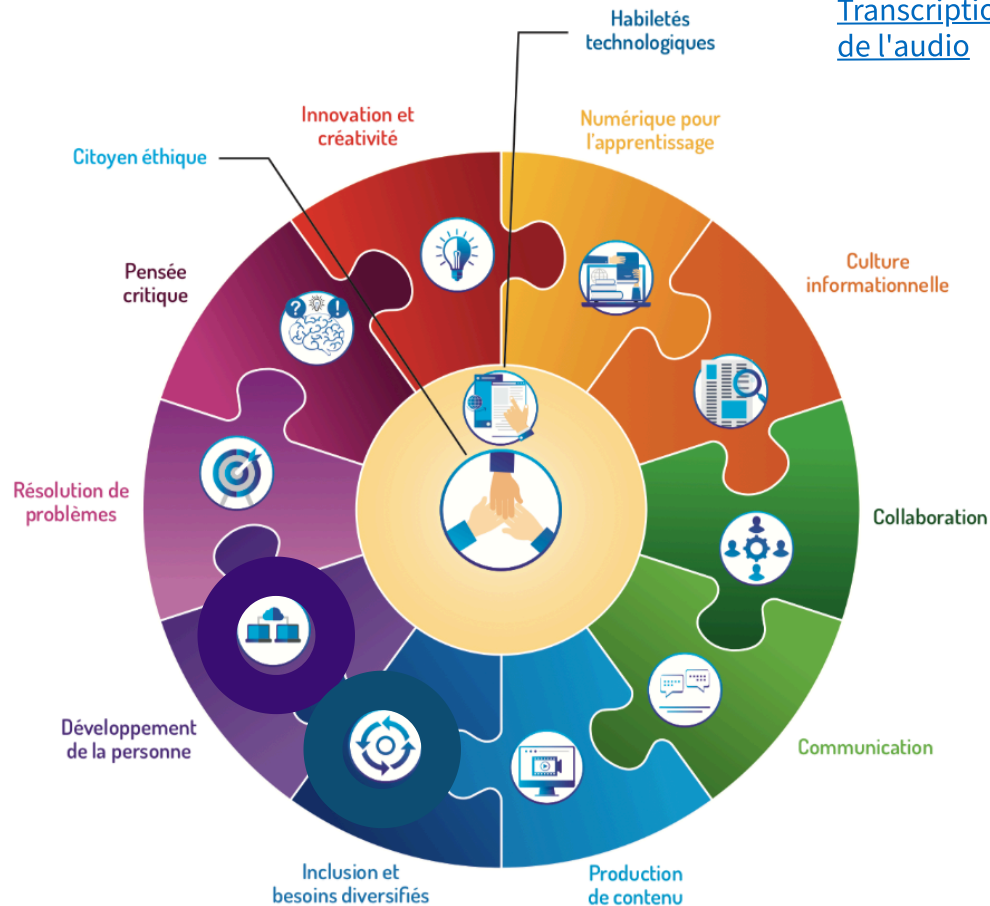 Habiletés
technologiques
Transcriptio
de l'audio
Innovation et
créativité
Numérique pour
l'apprentissage
Citoyen éthique
Pensée
critique
Culture
informationnelle
Résolution de
problèmes
Collaboration
Développement
de la personne
Communication
Inclusion et
besoins diversifiés
Production
de contenu